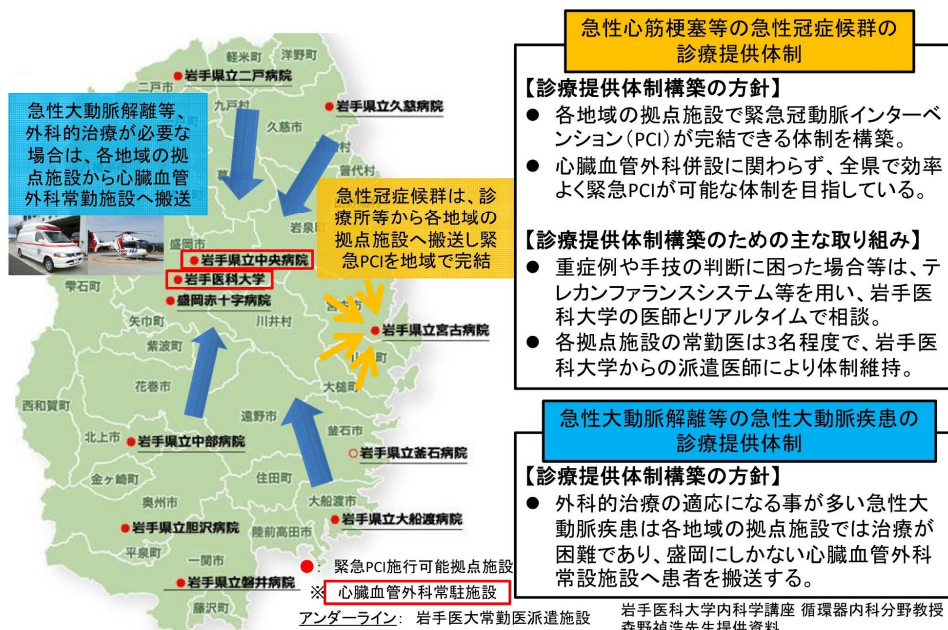 軽米町
洋野町
岩手県立二戸病院
二戸市
九戸村
岩手県立久慈病院
久慈市
普代村
急性大動脈解離等、
外科的治療が必要な
場合は、各地域の拠
点施設から心臓血管
外科常勤施設へ搬送
岩泉町
急性冠症候群は、診
療所等から各地域の
拠点施設へ搬送し緊
急PCIを地域で完結
盛岡市
岩手県立中央病院
雫石町
岩手医科大学
盛岡赤十字病院
宮古市
川井村
岩手県立宮古病院
矢巾町
紫波町
山田町
大槌町
花巻市
西和賀町
遠野市
釜石市
北上市
岩手県立中部病院
岩手県立釜石病院
金ヶ崎町
住田町
奥州市
大船渡市
岩手県立胆沢病院
陸前高田市
岩手県立大船渡病院
平泉町
一関市
岩手県立磐井病院
藤沢町
●: 緊急PCI施行可能拠点施設
※ 心臓血管外科常駐施設
アンダーライン: 岩手医大常勤医派遣施設
急性心筋梗塞等の急性冠症候群の
診療提供体制
【診療提供体制構築の方針】
● 各地域の拠点施設で緊急冠動脈インターベ
ンション(PCI)が完結できる体制を構築。
● 心臓血管外科併設に関わらず、全県で効率
よく緊急PCIが可能な体制を目指している。
【診療提供体制構築のための主な取り組み】
● 重症例や手技の判断に困った場合等は、テ
レカンファランスシステム等を用い、岩手医
科大学の医師とリアルタイムで相談。
● 各拠点施設の常勤医は3名程度で、岩手医
科大学からの派遣医師により体制維持。
急性大動脈解離等の急性大動脈疾患の
診療提供体制
【診療提供体制構築の方針】
● 外科的治療の適応になる事が多い急性大
動脈疾患は各地域の拠点施設では治療が
困難であり、盛岡にしかない心臓血管外科
常設施設へ患者を搬送する。
岩手医科大学内科学講座 循環器内科分野教授
森野禎浩先生提供資料